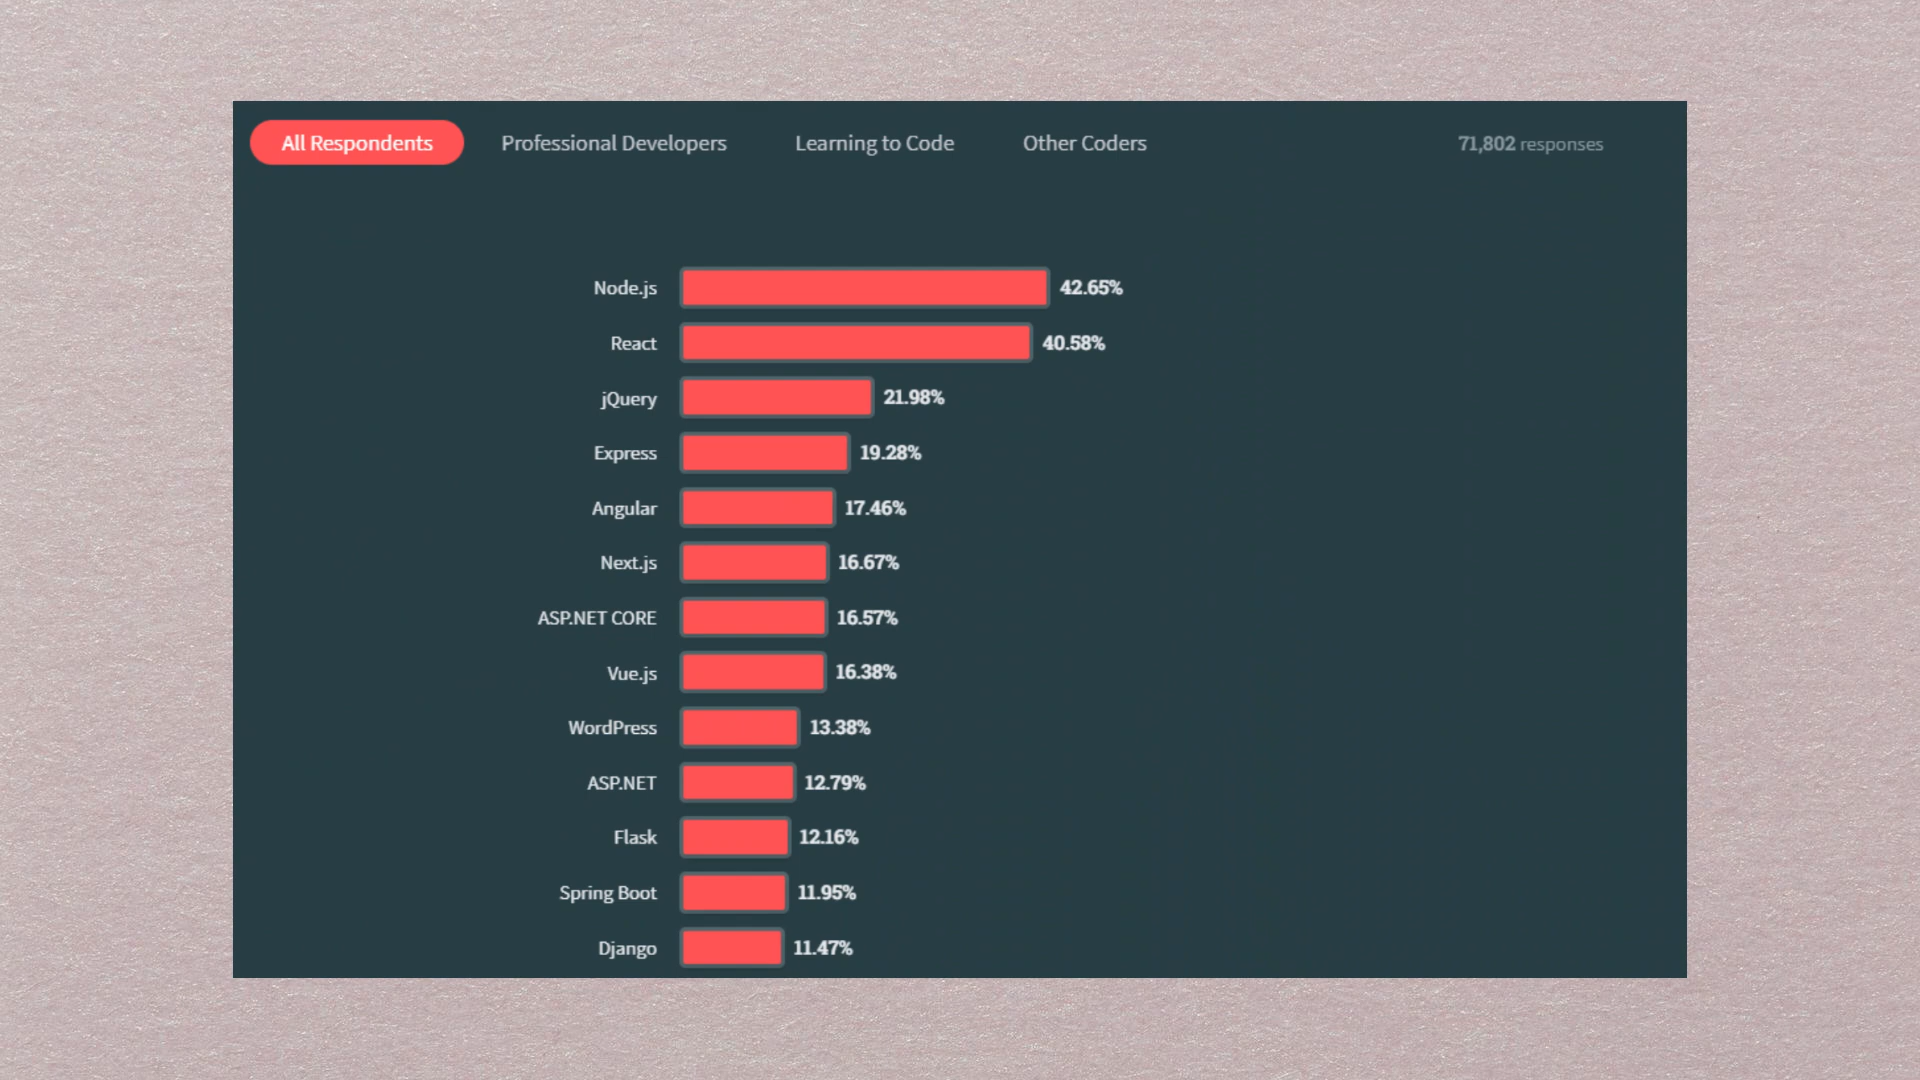 All Respondents Professional Developers Learning to Code Other Coders 71,802 responses
Node.js 42.65%
React 40.58%
jQuery 21.98%
Express 19.28%
Angular 17.46%
Next.js 16.67%
ASP.NET CORE 16.57%
Vue.js 16.38%
WordPress 13.38%
ASP.NET 12.79%
Flask 12.16%
Spring Boot 11.95%
Django 11.47%